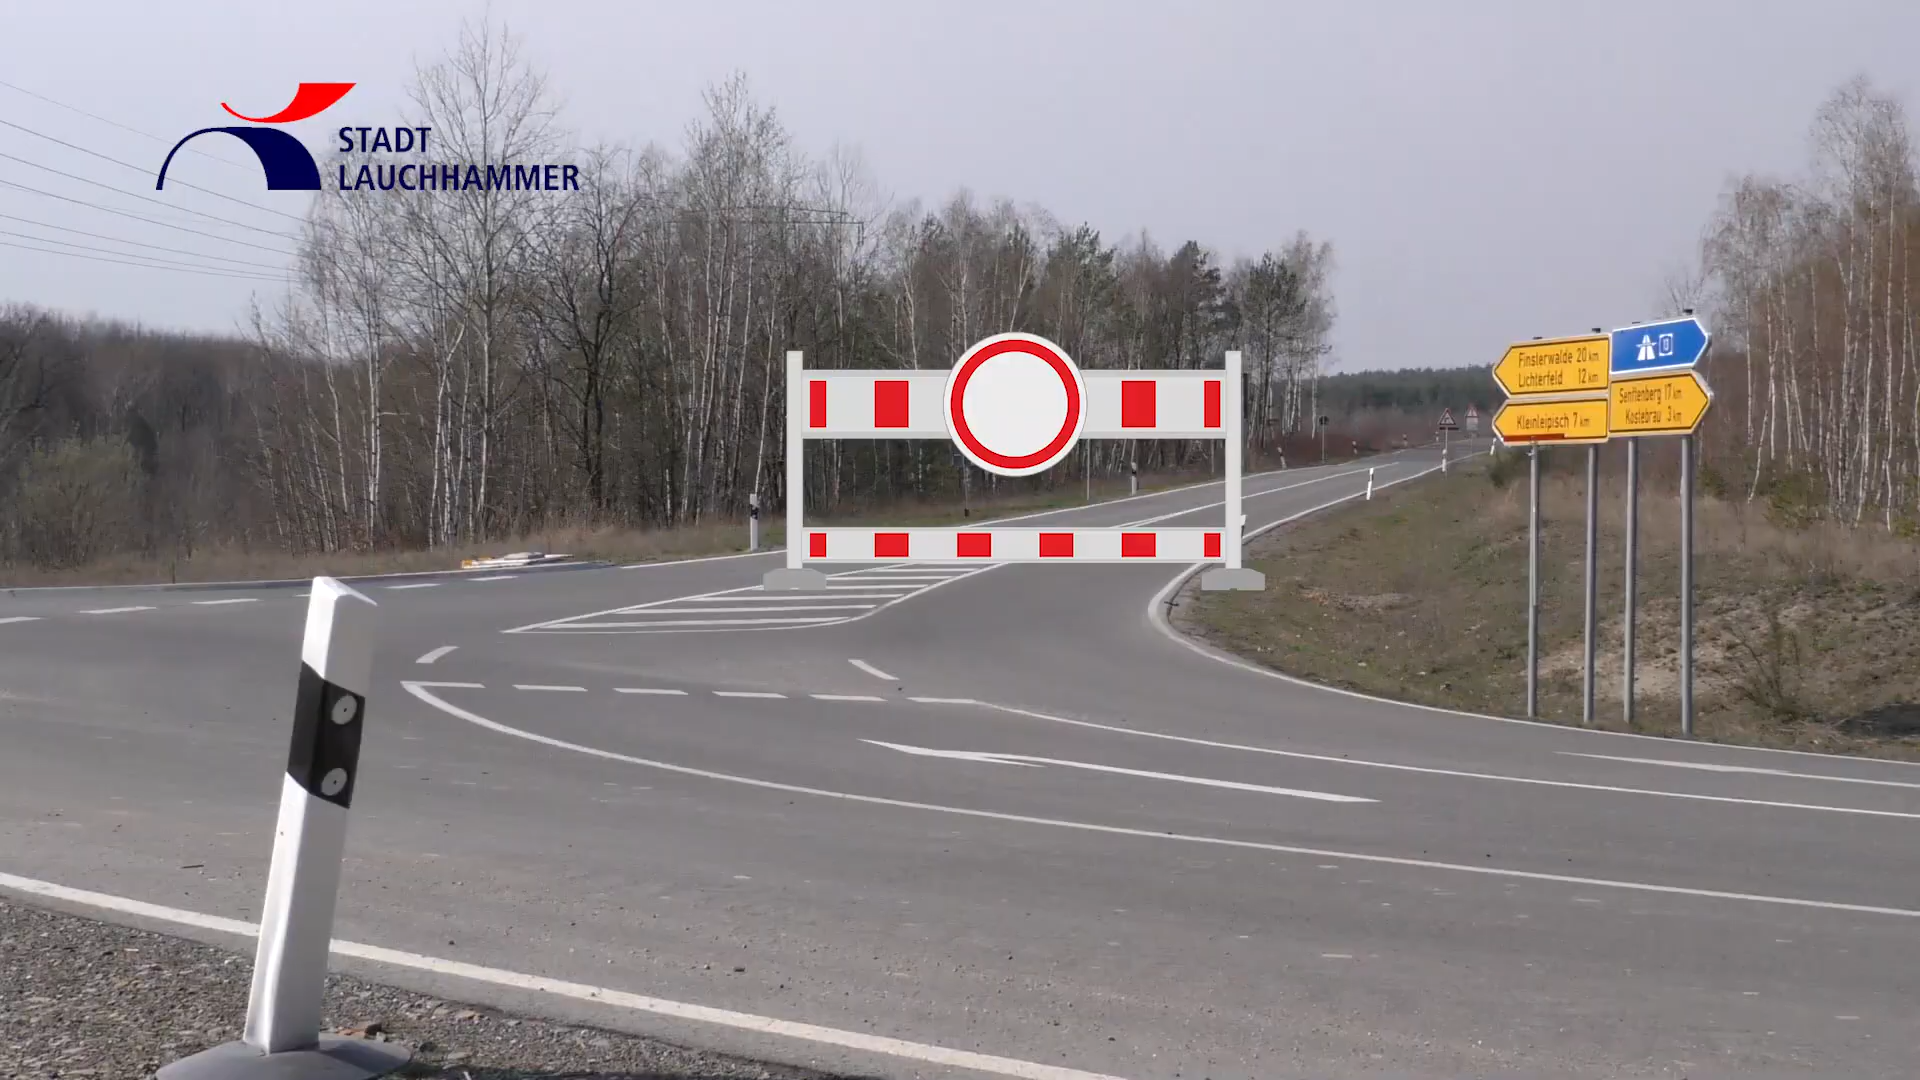 STADT
LAUCHHAMMER
Finsterwalde 20 km
Lichterfeld 12 km
Kleinleipisch 7 km
Senftenberg 17 km
Kostebrau 3 km